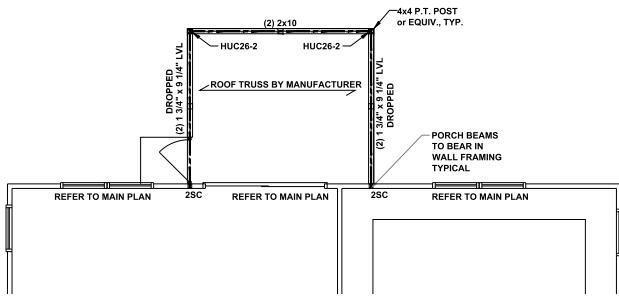 (2) 2x10
4x4 P.T. POST
or EQUIV., TYP.
HUC26-2
HUC26-2
DROPPED
(2) 1 3/4" x 9 1/4" LVL
ROOF TRUSS BY MANUFACTURER
(2) 1 3/4" x 9 1/4" LVL
DROPPED
PORCH BEAMS
TO BEAR IN
WALL FRAMING
TYPICAL
REFER TO MAIN PLAN
2SC
REFER TO MAIN PLAN
2SC
REFER TO MAIN PLAN